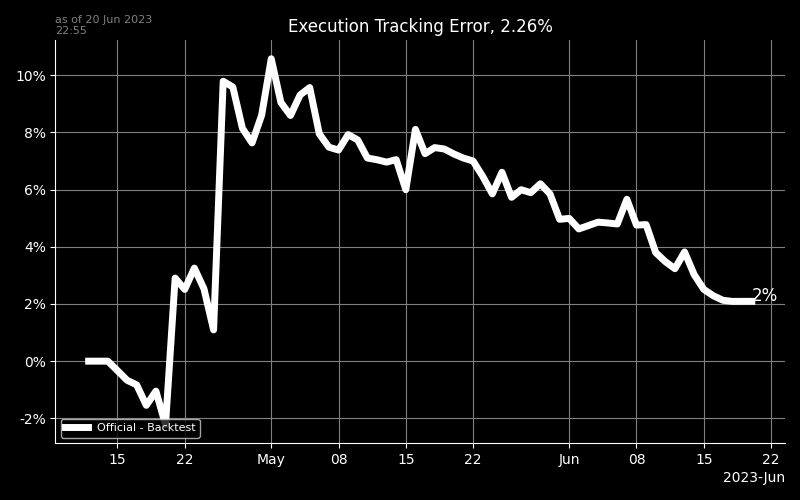 as of 20 Jun 2023
22:55
Execution Tracking Error, 2.26%
10%
8%
6%
4%
2%
0%
-2%
2%
Official - Backtest
15 22 May 08 15 22 Jun 08 15 22
2023-Jun